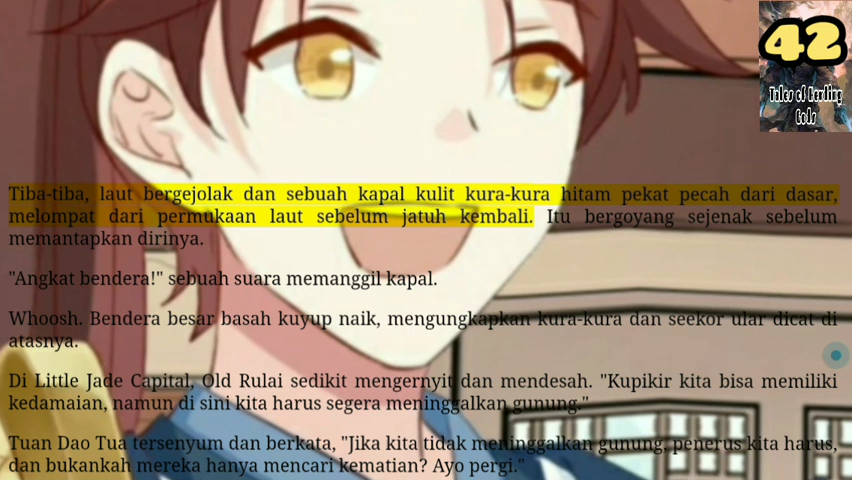 42
Tales of Herding
Gods
Tiba-tiba, laut bergejolak dan sebuah kapal kulit kura-kura hitam pekat pecah dari dasar,
melompat dari permukaan laut sebelum jatuh kembali. Itu bergoyang sejenak sebelum
memantapkan dirinya.
"Angkat bendera!" sebuah suara memanggil kapal.
Whoosh. Bendera besar basah kuyup naik, mengungkapkan kura-kura dan seekor ular dicat di
atasnya.
Di Little Jade Capital, Old Rulai sedikit mengernyit dan mendesah. "Kupikir kita bisa memiliki
kedamaian, namun di sini kita harus segera meninggalkan gunung."
Tuan Dao Tua tersenyum dan berkata, "Jika kita tidak meninggalkan gunung, penerus kita harus,
dan bukankah mereka hanya mencari kematian? Ayo pergi."